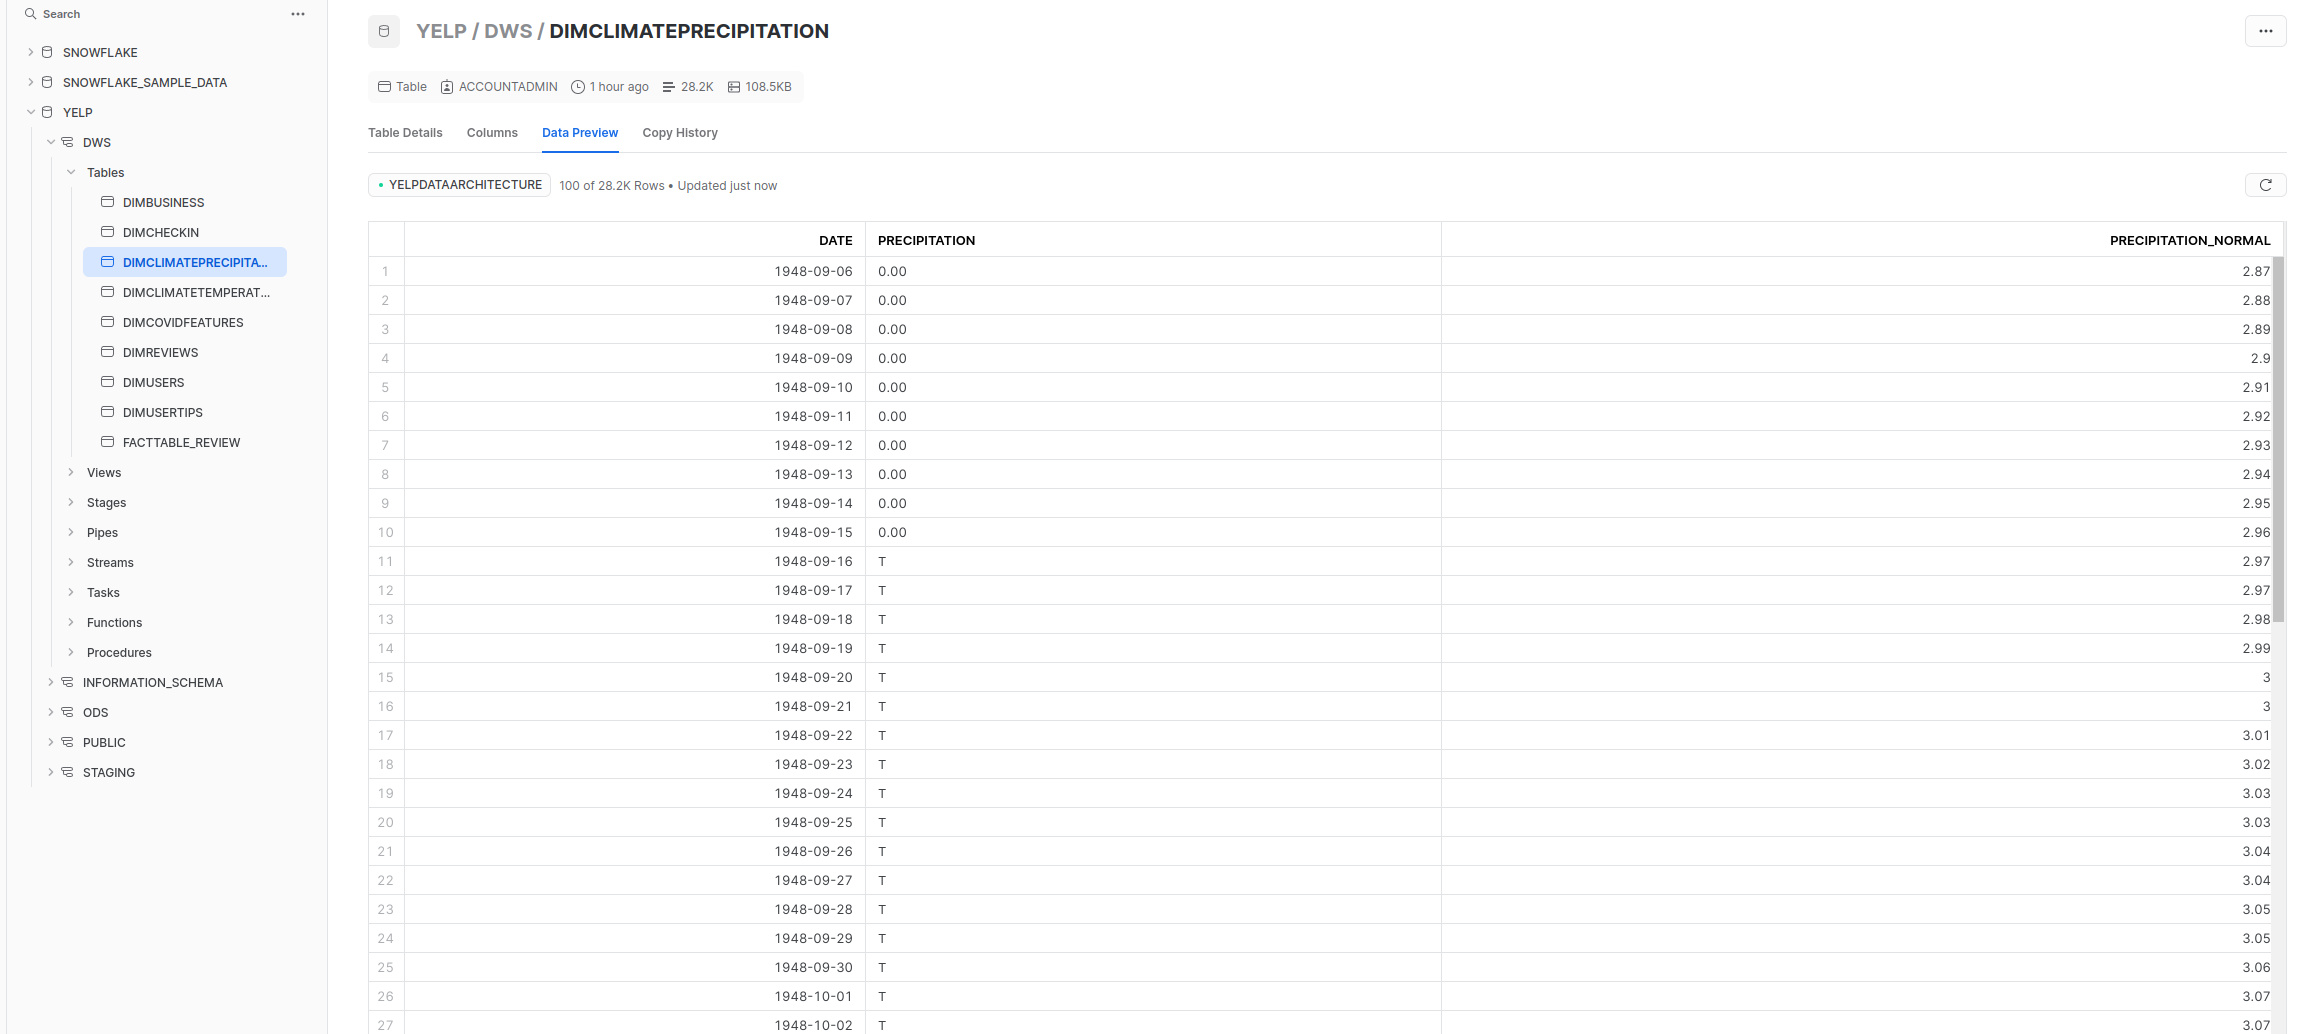 Search
SNOWFLAKE
SNOWFLAKE_SAMPLE_DATA
YELP
DWS
Tables
DIMBUSINESS
DIMCHECKIN
DIMCLIMATEPRECIPITA...
DIMCLIMATETEMPERAT...
DIMCOVIDFEATURES
DIMREVIEWS
DIMUSERS
DIMUSERTIPS
FACTTABLE_REVIEW
Views
Stages
Pipes
Streams
Tasks
Functions
Procedures
INFORMATION_SCHEMA
ODS
PUBLIC
STAGING
YELP / DWS / DIMCLIMATEPRECIPITATION
Table ACCOUNTADMIN 1 hour ago 28.2K 108.5KB
Table Details Columns Data Preview Copy History
YELPDATAARCHITECTURE 100 of 28.2K Rows • Updated just now
DATE PRECIPITATION PRECIPITATION_NORMAL
1 1948-09-06 0.00 2.87
2 1948-09-07 0.00 2.88
3 1948-09-08 0.00 2.89
4 1948-09-09 0.00 2.9
5 1948-09-10 0.00 2.91
6 1948-09-11 0.00 2.92
7 1948-09-12 0.00 2.93
8 1948-09-13 0.00 2.94
9 1948-09-14 0.00 2.95
10 1948-09-15 0.00 2.96
11 1948-09-16 T 2.97
12 1948-09-17 T 2.97
13 1948-09-18 T 2.98
14 1948-09-19 T 2.99
15 1948-09-20 T 3
16 1948-09-21 T 3
17 1948-09-22 T 3.01
18 1948-09-23 T 3.02
19 1948-09-24 T 3.03
20 1948-09-25 T 3.03
21 1948-09-26 T 3.04
22 1948-09-27 T 3.04
23 1948-09-28 T 3.05
24 1948-09-29 T 3.05
25 1948-09-30 T 3.06
26 1948-10-01 T 3.07
27 1948-10-02 T 3.07